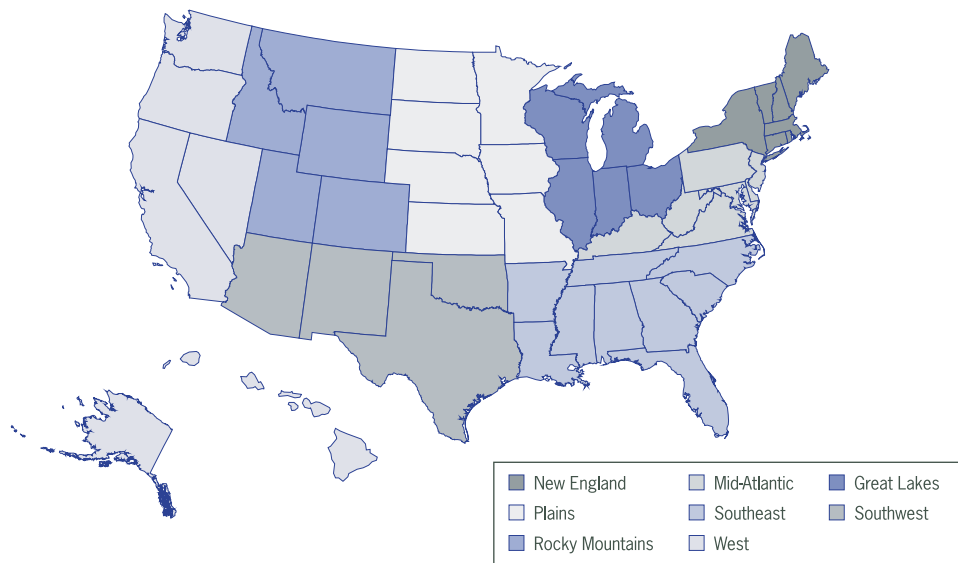 New England Mid-Atlantic Great Lakes
Plains Southeast Southwest
Rocky Mountains West